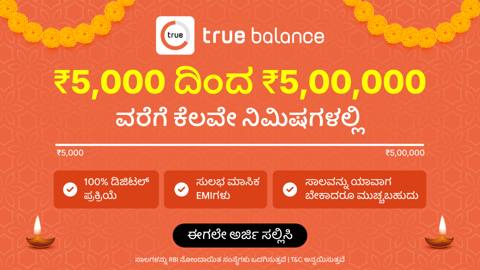 true true balance
₹5,000 ದಿಂದ ₹5,00,000
ವರೆಗೆ ಕೆಲವೇ ನಿಮಿಷಗಳಲ್ಲಿ
₹5,000 ₹5,00,000
100% ಡಿಜಿಟಲ್
ಪ್ರಕ್ರಿಯೆ
ಸುಲಭ ಮಾಸಿಕ
EMIಗಳು
ಸಾಲವನ್ನು ಯಾವಾಗ
ಬೇಕಾದರೂ ಮುಚ್ಚಬಹುದು
ಈಗಲೇ ಅರ್ಜಿ ಸಲ್ಲಿಸಿ
ಸಾಲಗಳನ್ನು RBI ನೋಂದಾಯಿತ ಸಂಸ್ಥೆಗಳು ಒದಗಿಸುತ್ತವೆ | T&C ಅನ್ವಯಿಸುತ್ತವೆ